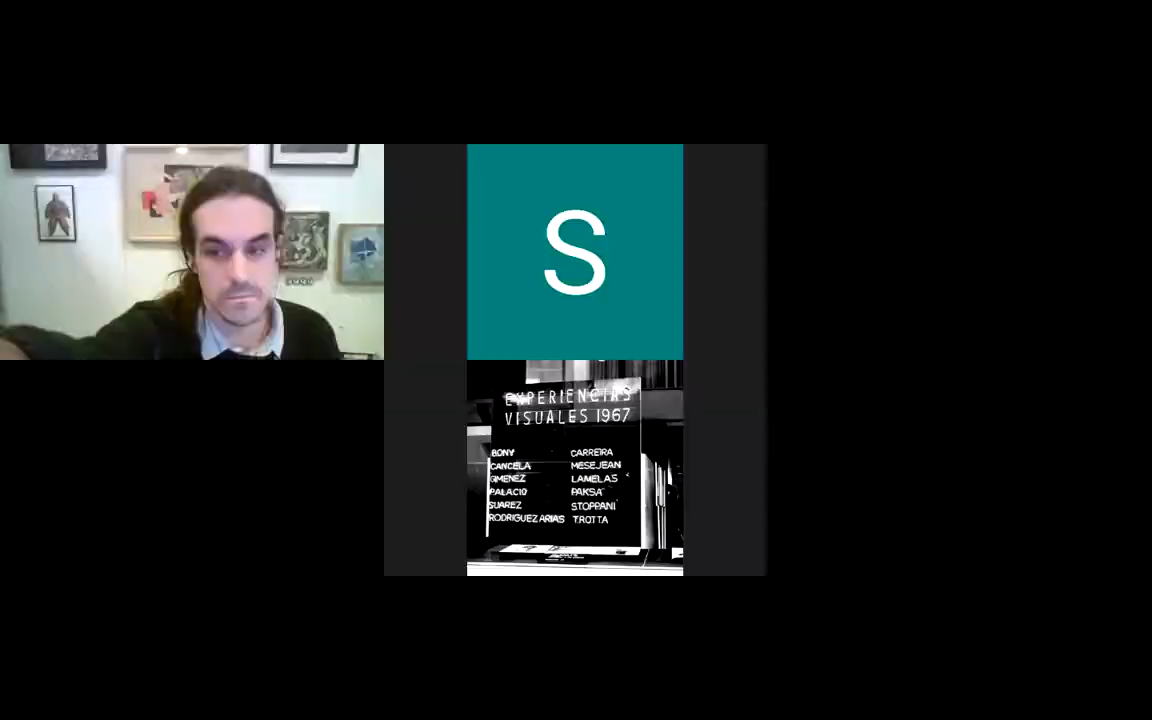 S
EXPERIENCIAS
VISUALES 1967
BONY CARREIRA
CANCELA MESEJEAN
GIMENEZ LAMELAS
PALACIO PAKSA
SUAREZ STOPPANI
RODRIGUEZ ARIAS TROTTA